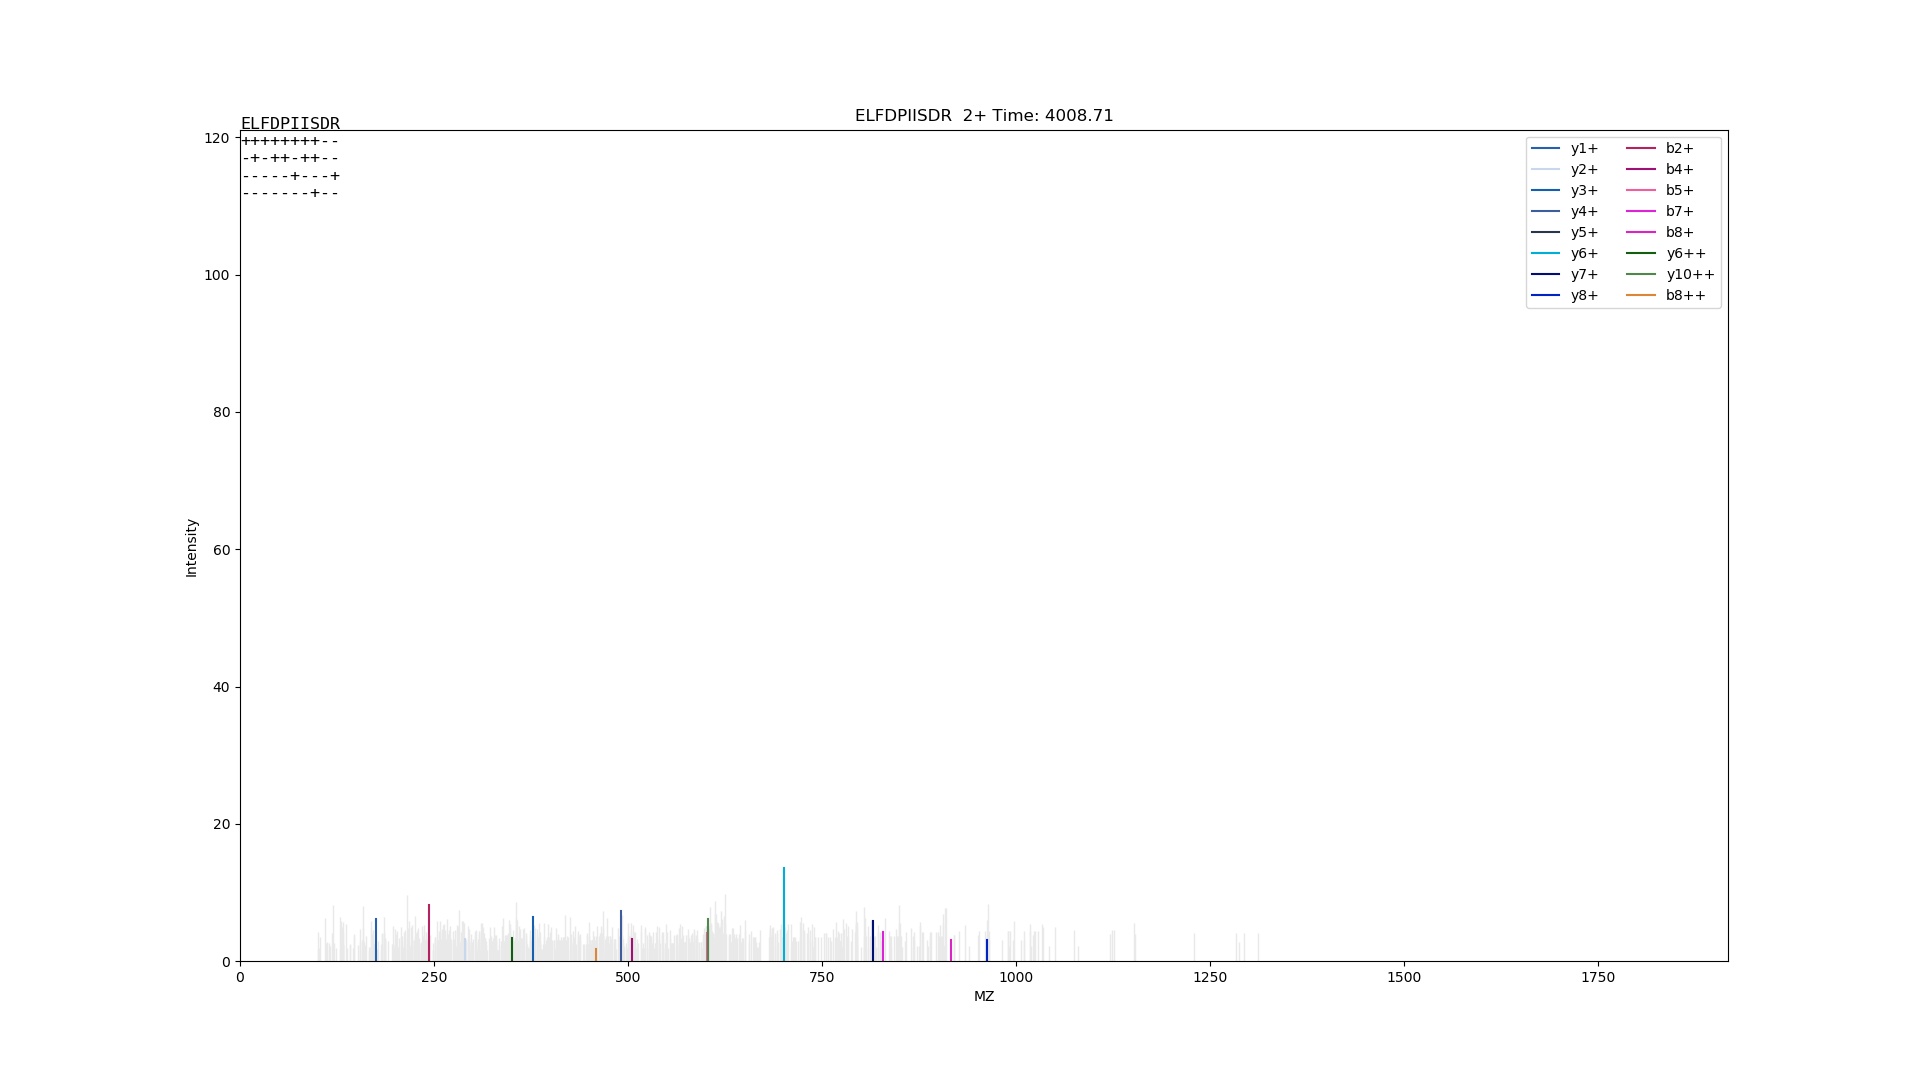 ELFDPIISDR 2+ Time: 4008.71
ELFDPIISDR
++++++++--
-+-++-++--
-----+---+
-------+--
y1+
y2+
y3+
y4+
y5+
y6+
y7+
y8+
b2+
b4+
b5+
b7+
b8+
y6++
y10++
b8++
120
100
80
60
40
20
0
Intensity
0 250 500 750 1000 1250 1500 1750
MZ